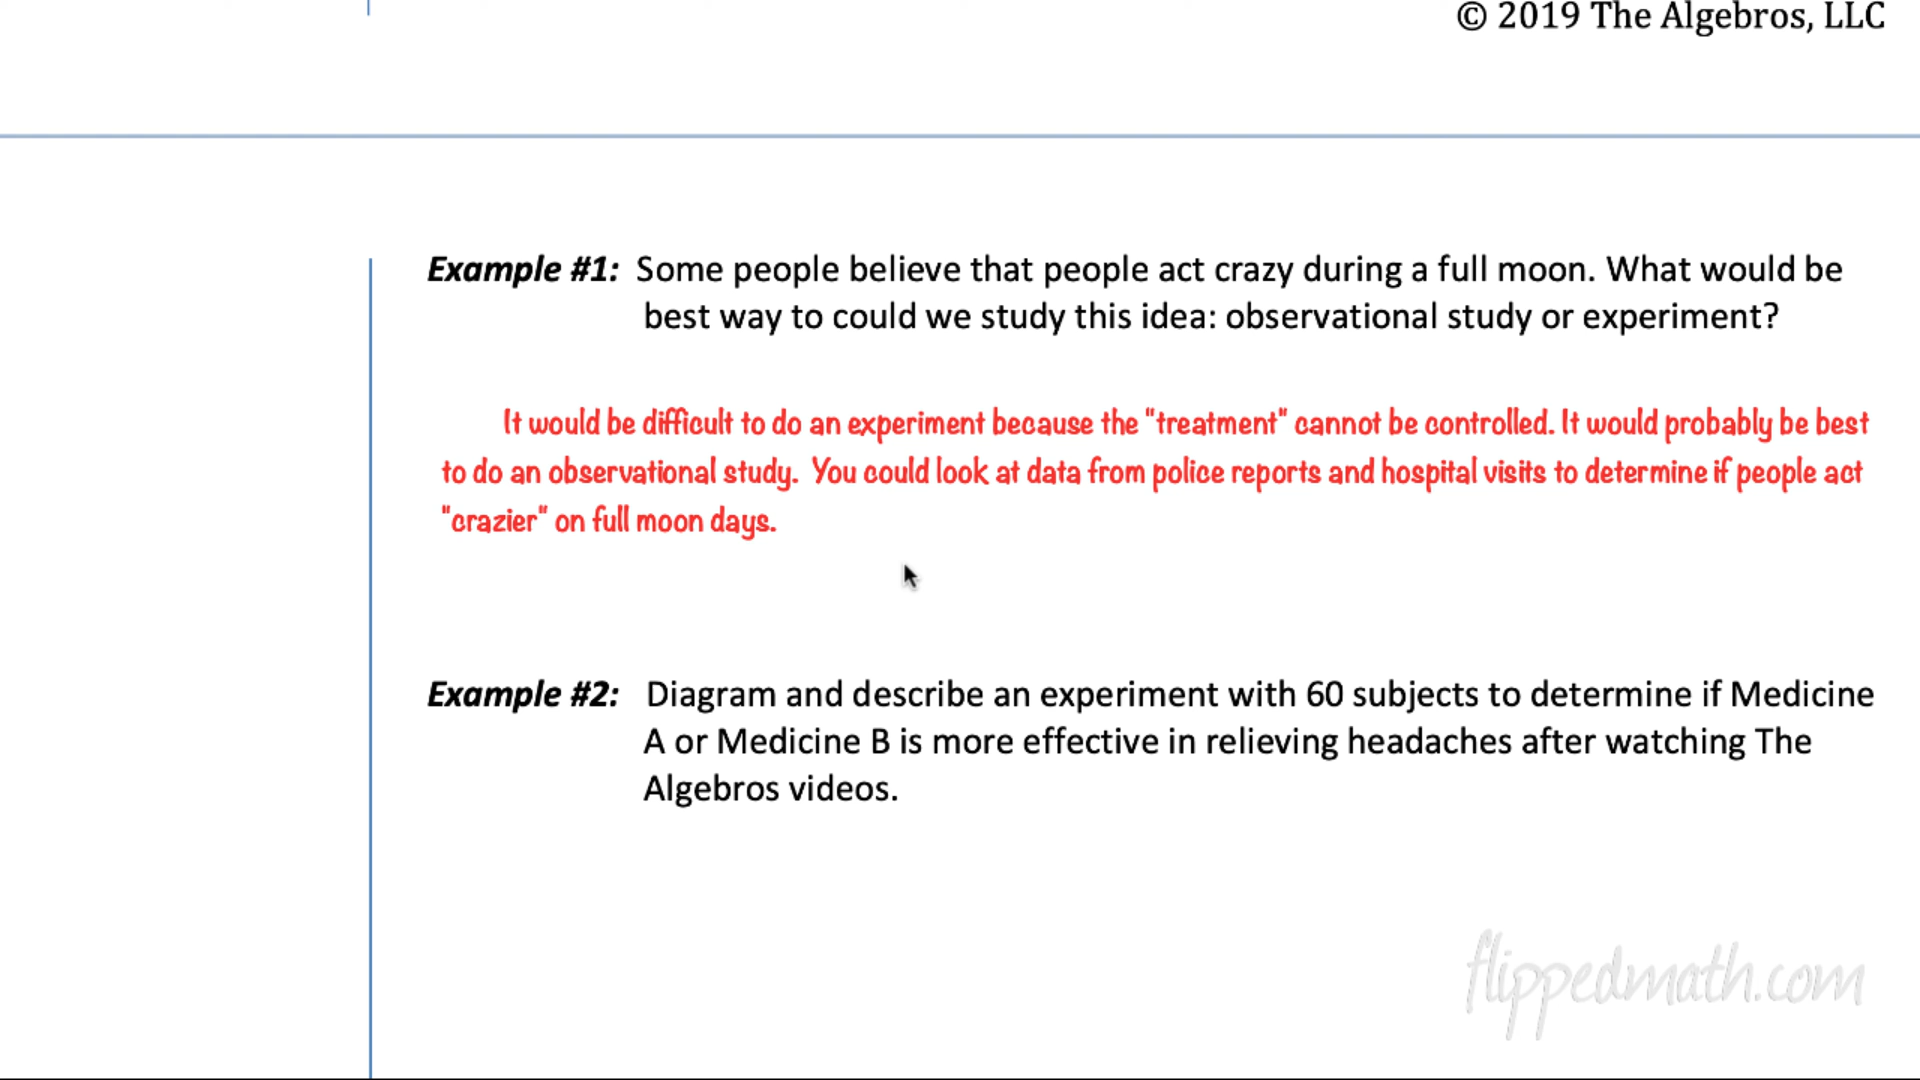 © 2019 The Algebros, LLC
Example #1: Some people believe that people act crazy during a full moon. What would be
best way to could we study this idea: observational study or experiment?
It would be difficult to do an experiment because the "treatment" cannot be controlled. It would probably be best
to do an observational study. You could look at data from police reports and hospital visits to determine if people act
"crazier" on full moon days.
Example #2: Diagram and describe an experiment with 60 subjects to determine if Medicine
A or Medicine B is more effective in relieving headaches after watching The
Algebros videos.
flippedmath.com